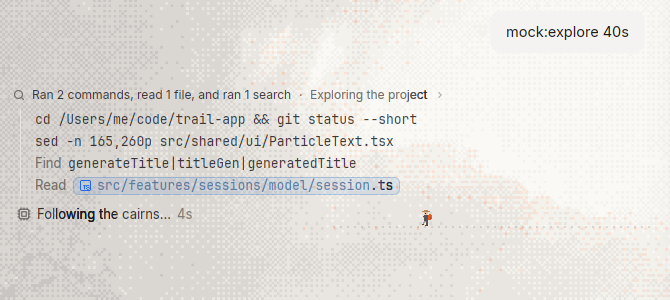 mock:explore 40s
Ran 2 commands, read 1 file, and ran 1 search · Exploring the project
cd /Users/me/code/trail-app && git status --short
sed -n 165,260p src/shared/ui/ParticleText.tsx
Find generateTitle|titleGen|generatedTitle
Read TS src/features/sessions/model/session.ts
Following the cairns... 4s